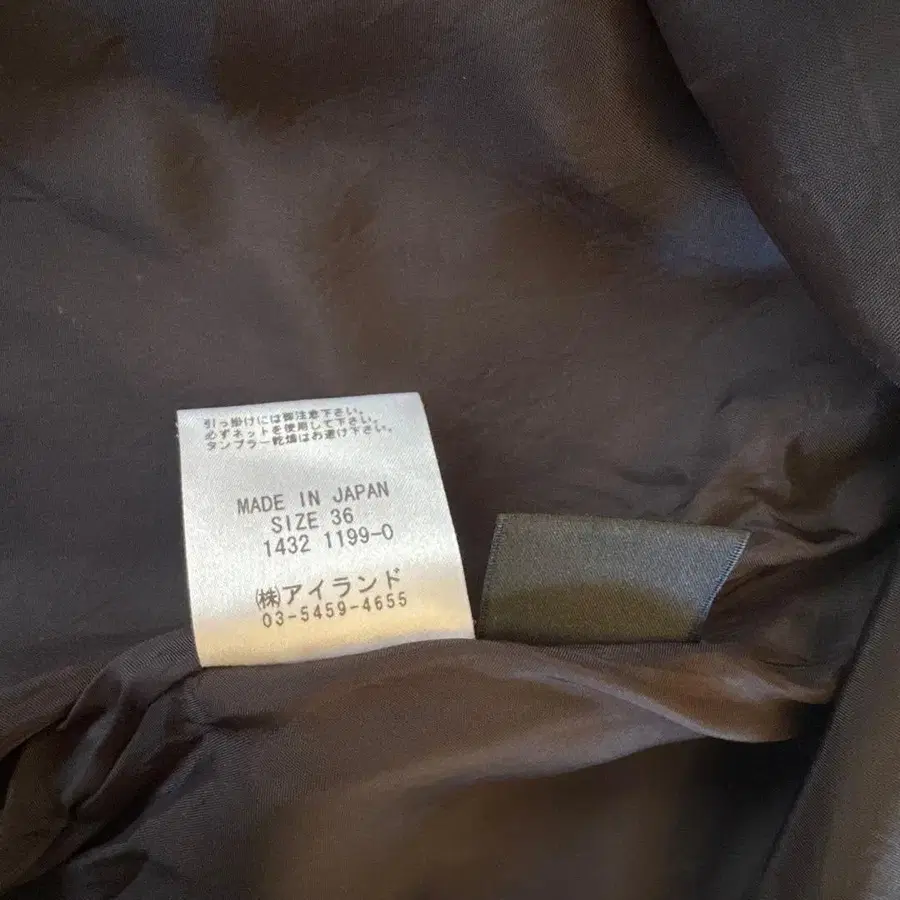 引っ掛けには御注意下さい。
必ずネットを使用して下さい。
タンブラー乾燥はお避け下さい。
MADE IN JAPAN
SIZE 36
1432 1199-0
㈱アイランド
03-5459-4655